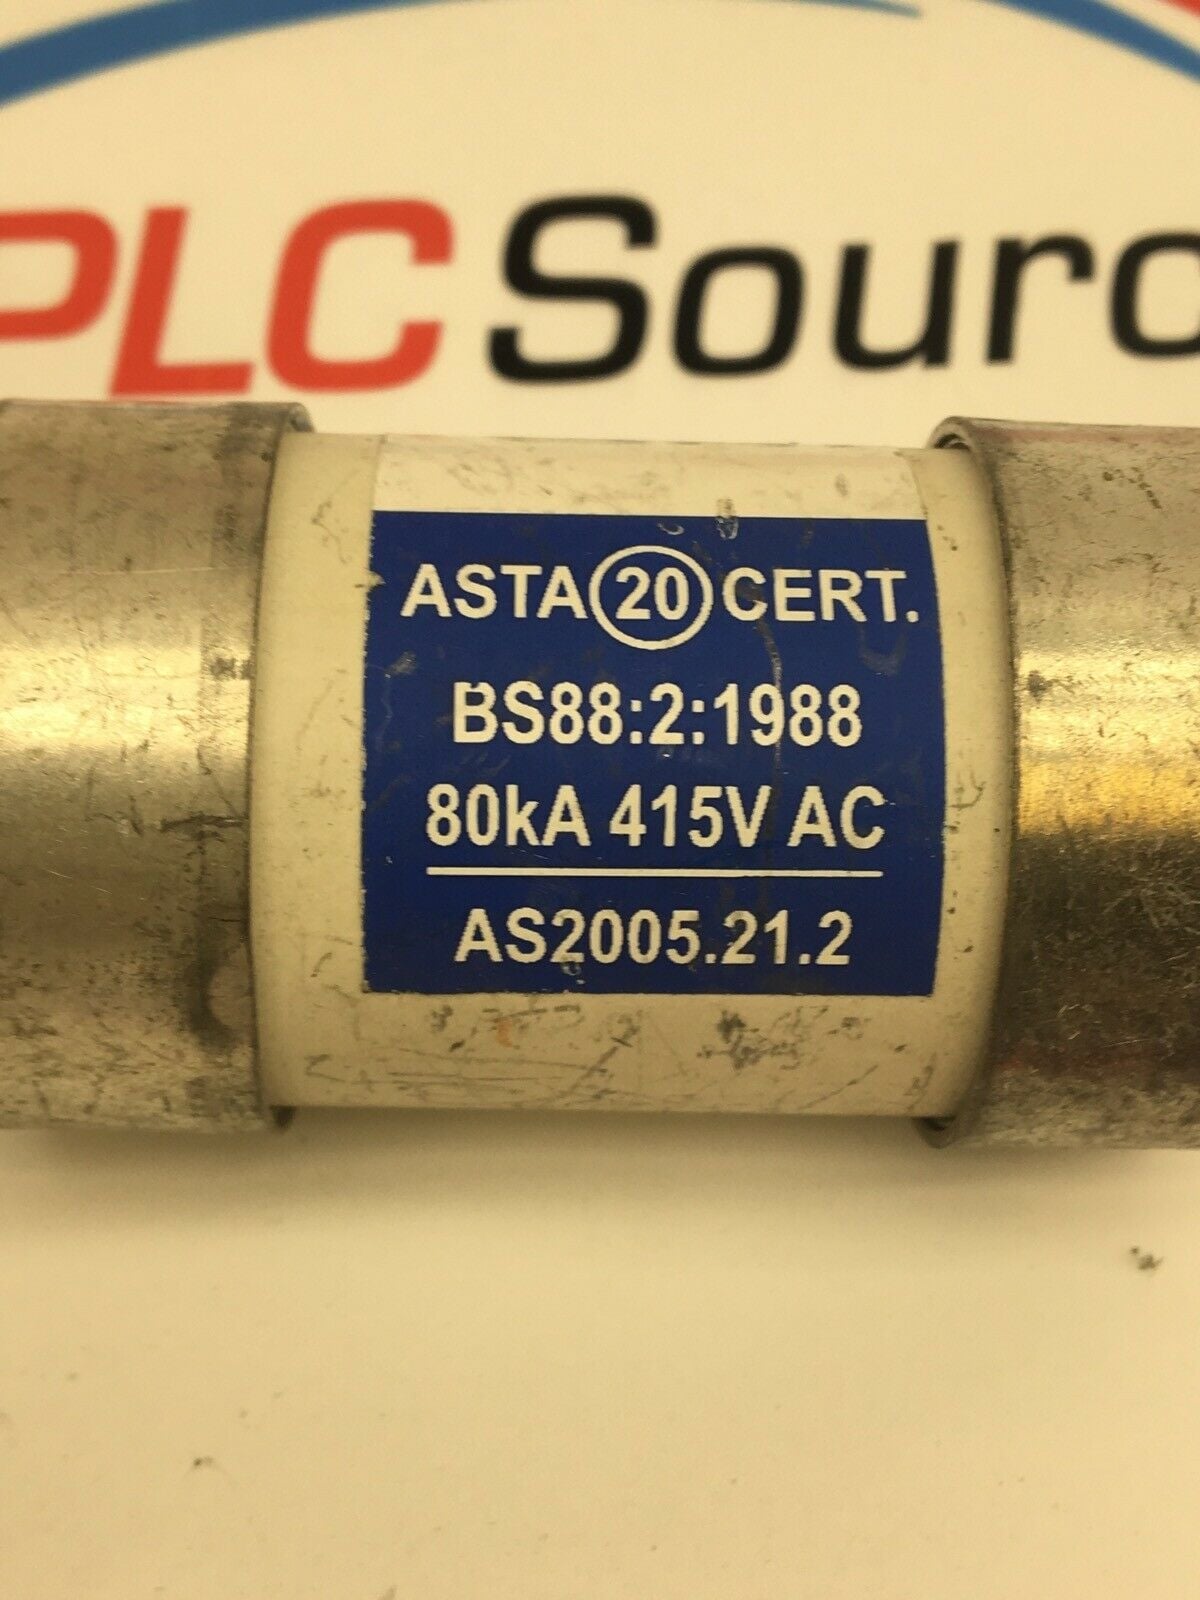 PLC Sourc
ASTA 20 CERT.
BS88:2:1988
80kA 415V AC
AS2005.21.2